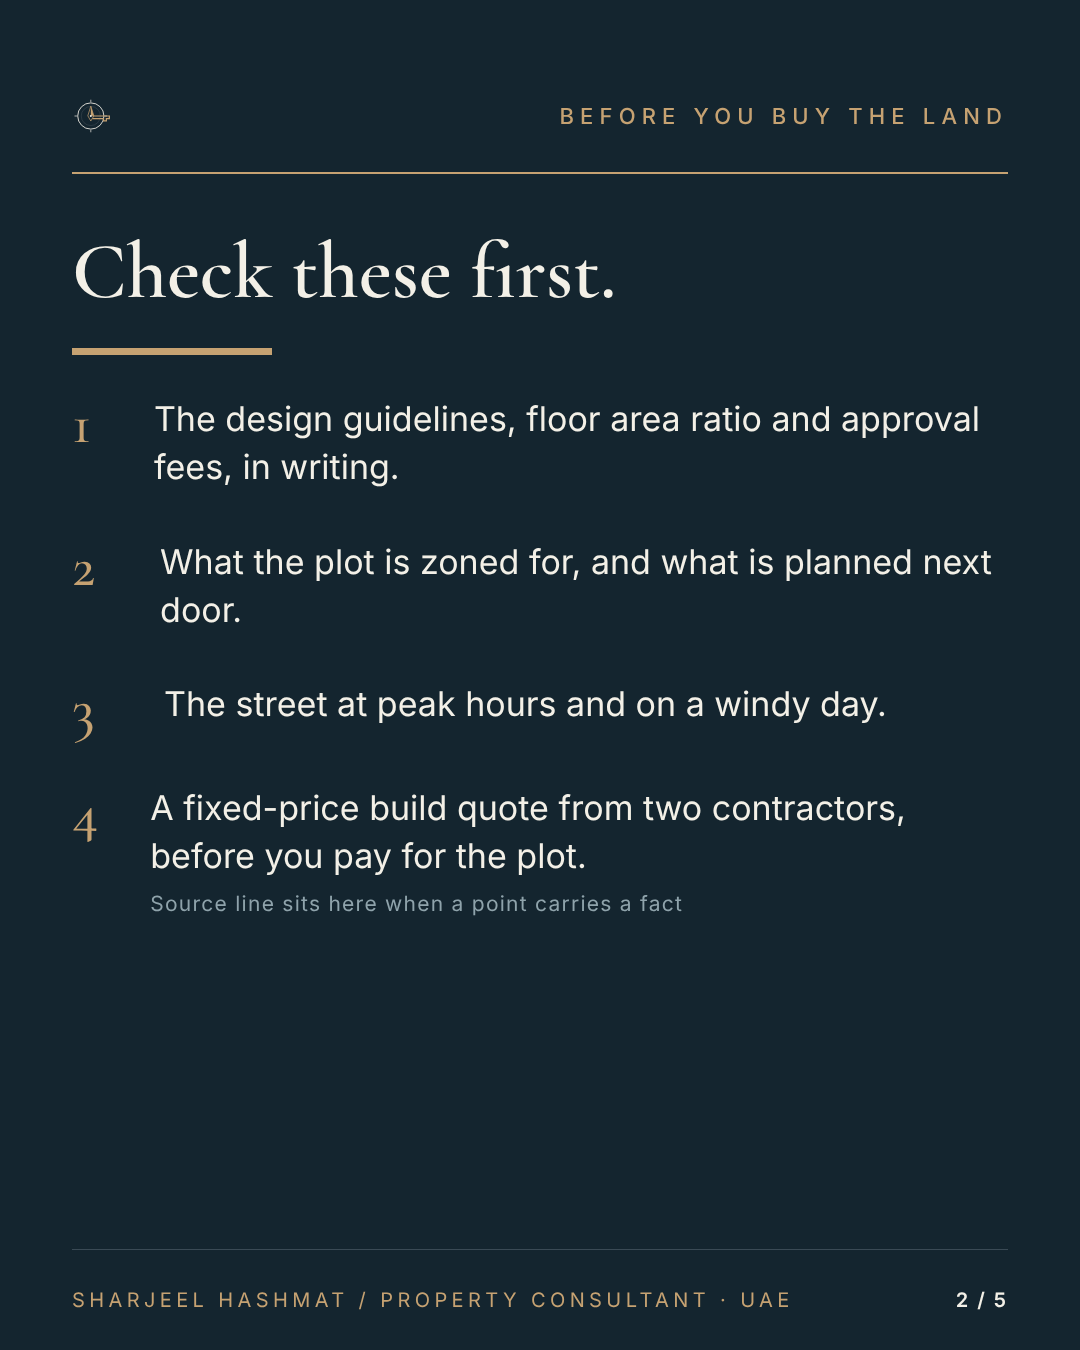 BEFORE YOU BUY THE LAND
Check these first.
1 The design guidelines, floor area ratio and approval
fees, in writing.
2 What the plot is zoned for, and what is planned next
door.
3 The street at peak hours and on a windy day.
4 A fixed-price build quote from two contractors,
before you pay for the plot.
Source line sits here when a point carries a fact
SHARJEEL HASHMAT / PROPERTY CONSULTANT · UAE 2 / 5